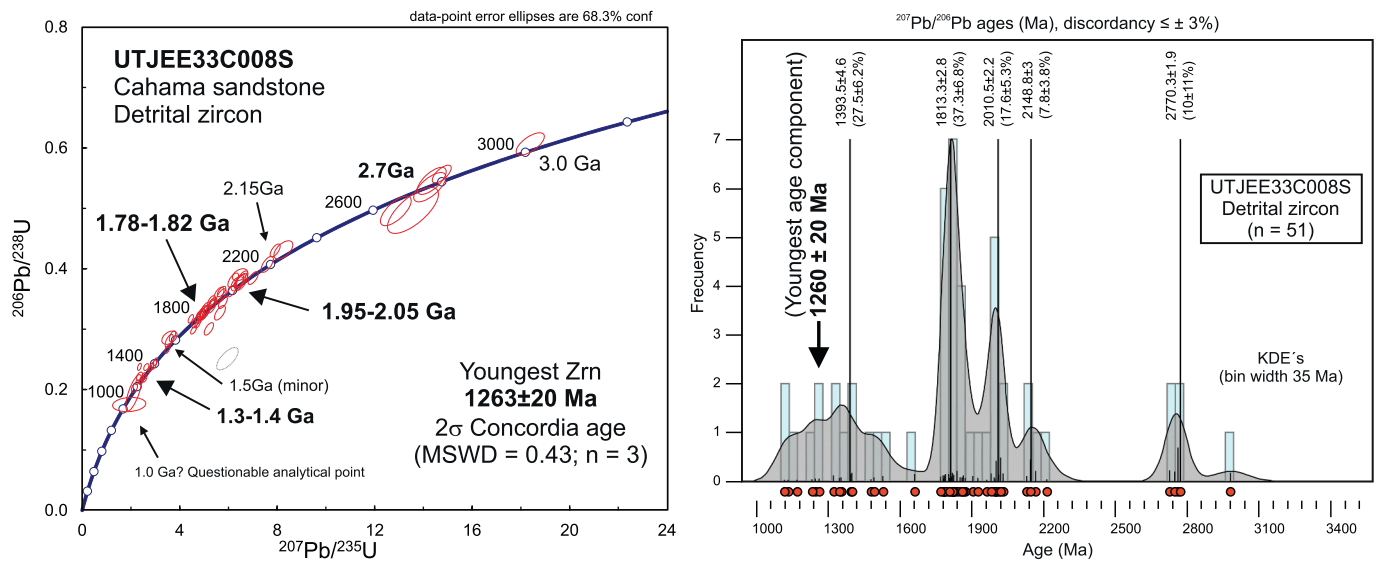 data-point error ellipses are 68.3% conf
0.8
UTJEE33C008S
Cahama sandstone
Detrital zircon
0.6
3000
3.0 Ga
2.7Ga
2600
2.15Ga
1.78-1.82 Ga
2200
0.4
206Pb/238U
1800
1.95-2.05 Ga
1400
1.5Ga (minor)
1000
0.2
1.3-1.4 Ga
Youngest Zrn
1263±20 Ma
2σ Concordia age
(MSWD = 0.43; n = 3)
1.0 Ga? Questionable analytical point
0.0
0 4 8 12 16 20 24
207Pb/235U
207Pb/206Pb ages (Ma), discordancy ≤ ± 3%)
(Youngest age component)
1260 ± 20 Ma
1393.5±4.6
(27.5±6.2%)
1813.3±2.8
(37.3±6.8%)
2010.5±2.2
(17.6±5.3%)
2148.8±3
(7.8±3.8%)
2770.3±1.9
(10±11%)
7
6
5
4
3
2
1
0
Frecuency
UTJEE33C008S
Detrital zircon
(n = 51)
KDE´s
(bin width 35 Ma)
1000 1300 1600 1900 2200 2500 2800 3100 3400
Age (Ma)